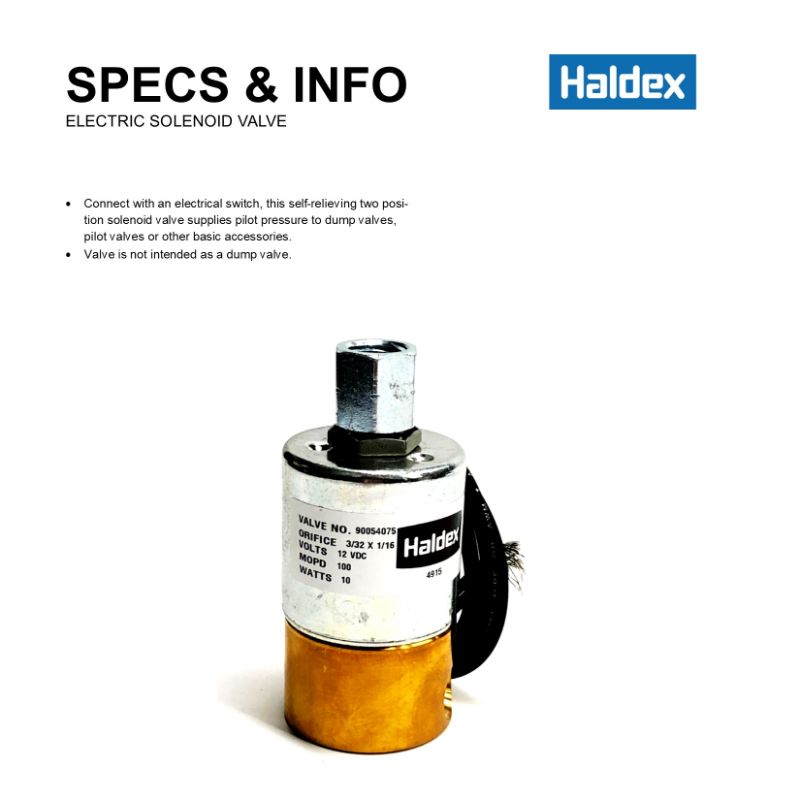 SPECS & INFO
Haldex
ELECTRIC SOLENOID VALVE
• Connect with an electrical switch, this self-relieving two posi-
tion solenoid valve supplies pilot pressure to dump valves,
pilot valves or other basic accessories.
• Valve is not intended as a dump valve.
VALVE NO. 90054075
ORIFICE 3/32 X 1/16
VOLTS 12 VDC
MOPD 100
WATTS 10
Haldex
4915